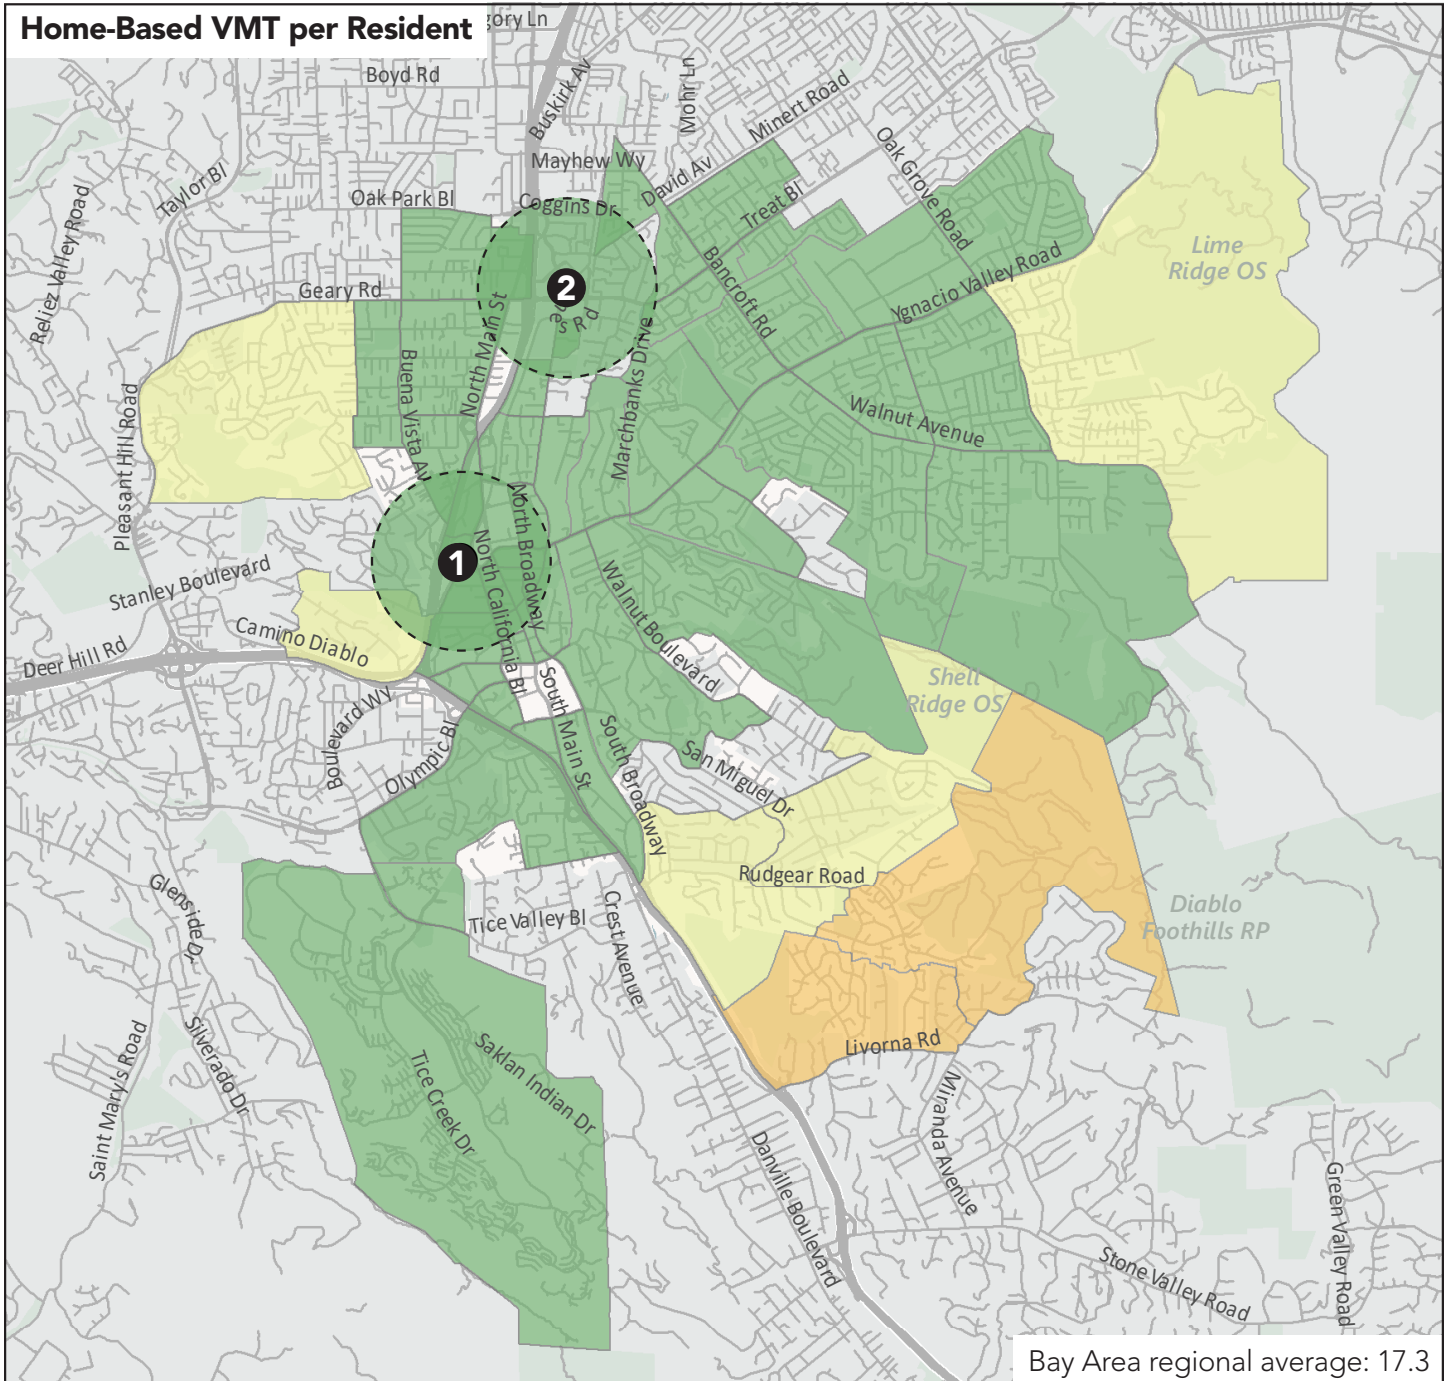 Home-Based VMT per Resident
gory Ln
Boyd Rd
Buskirk Av
Mohr Ln
Minert Road
Mayhew Wy
Oak Grove Road
Taylor Bl
David Av
Oak Park Bl
Coggins Dr
Treat Bl
Reliez Valley Road
Lime
Ridge OS
Bancroft Rd
Ygnacio Valley Road
Geary Rd
2
s Rd
North Main St
Marchbanks Drive
Buena Vista Av
Walnut Avenue
Pleasant Hill Road
North Broadway
1
North California Bl
Stanley Boulevard
Walnut Boulevard
Camino Diablo
Deer Hill Rd
Shell
Ridge OS
Boulevard Wy
Olympic Bl
South Main St
South Broadway
San Miguel Dr
Rudgear Road
Glenside Dr
Tice Valley Bl
Crest Avenue
Diablo
Foothills RP
Livorna Rd
Silverado Dr
Saint Mary's Road
Saklan Indian Dr
Tice Creek Dr
Miranda Avenue
Danville Boulevard
Green Valley Road
Stone Valley Road
Bay Area regional average: 17.3